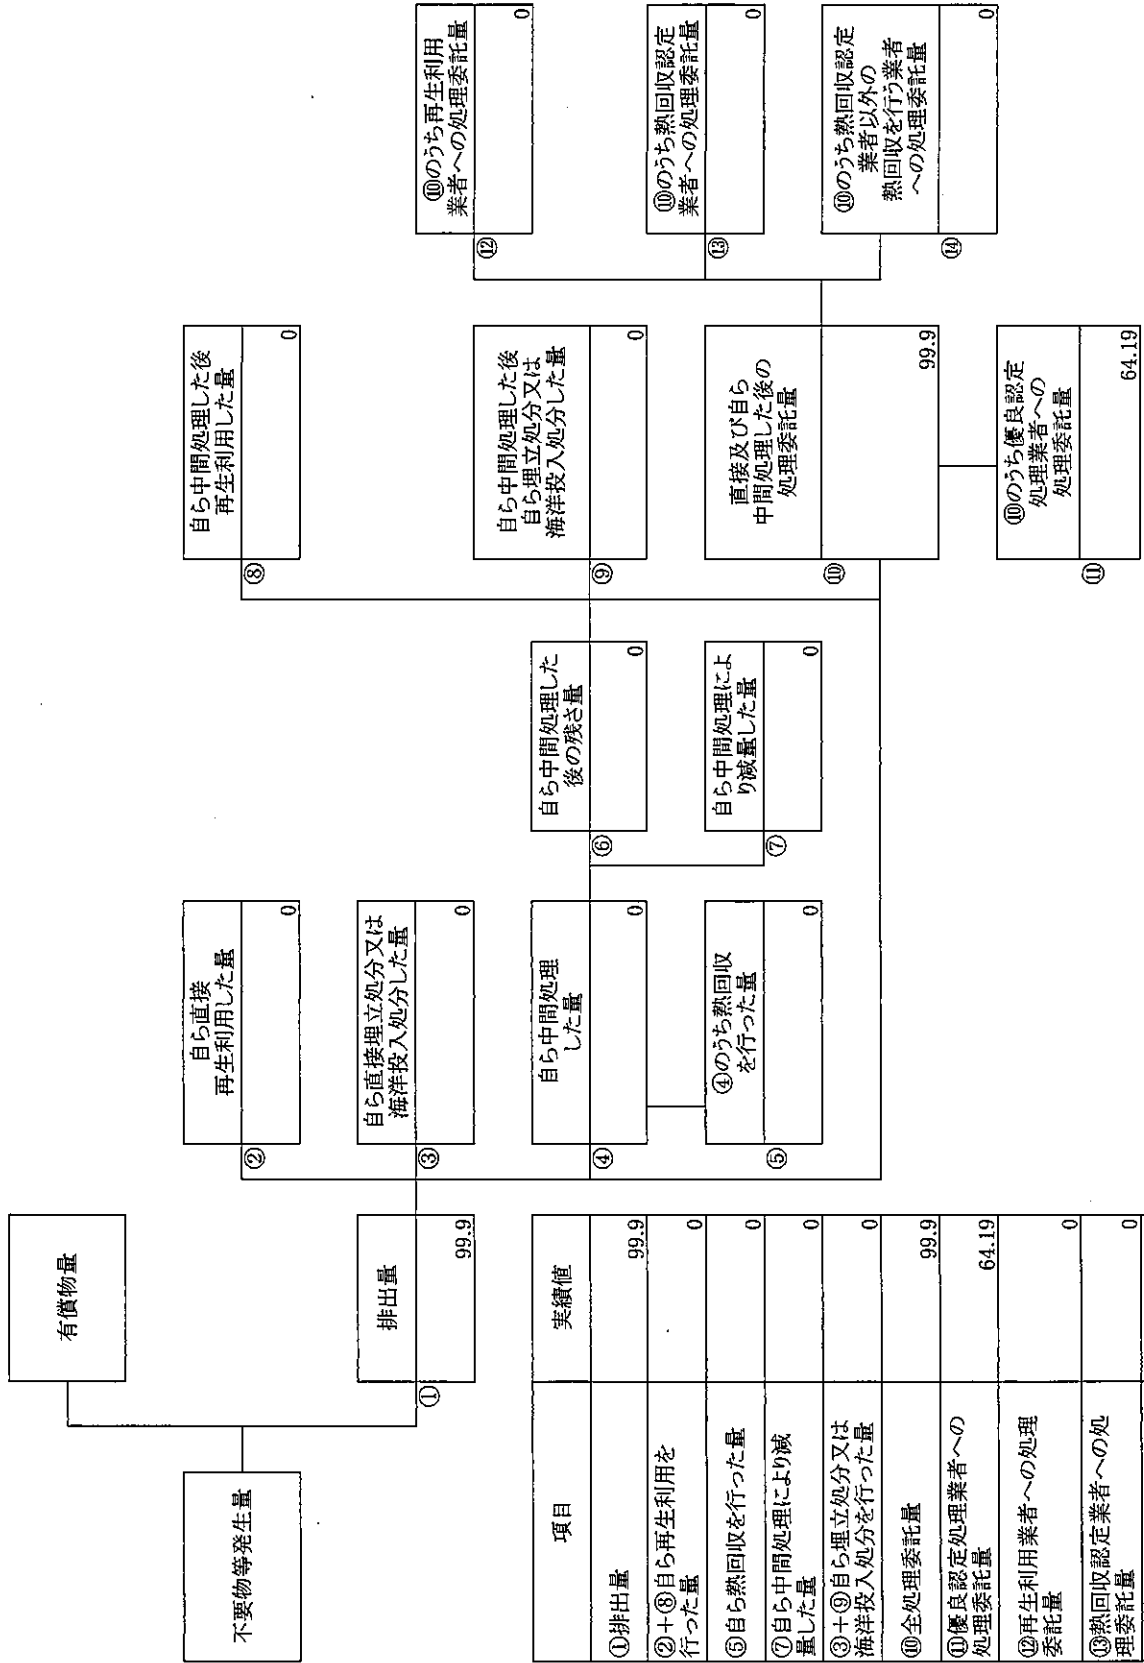 不要物等発生量
有償物量
排出量
①
99.9
自ら直接
再生利用した量
②
0
自ら直接埋立処分又は
海洋投入処分した量
③
0
自ら中間処理
した量
④
0
④のうち熱回収
を行った量
⑤
0
自ら中間処理した
後の残さ量
⑥
0
自ら中間処理によ
り減量した量
⑦
0
自ら中間処理した後
再生利用した量
⑧
0
自ら中間処理した後
自ら埋立処分又は
海洋投入処分した量
⑨
0
直接及び自ら
中間処理した後の
処理委託量
⑩
99.9
⑩のうち優良認定
処理業者への
処理委託量
⑪
64.19
⑩のうち再生利用
業者への処理委託量
⑫
0
⑩のうち熱回収認定
業者への処理委託量
⑬
0
⑩のうち熱回収認定
業者以外の
熱回収を行う業者
への処理委託量
⑭
0
項目 実績値
①排出量 99.9
②+⑧自ら再生利用を
行った量 0
⑤自ら熱回収を行った量 0
⑦自ら中間処理により減
量した量 0
③+⑨自ら埋立処分又は
海洋投入処分を行った量 0
⑩全処理委託量 99.9
⑪優良認定処理業者への
処理委託量 64.19
⑫再生利用業者への処理
委託量 0
⑬熱回収認定業者への処
理委託量 0